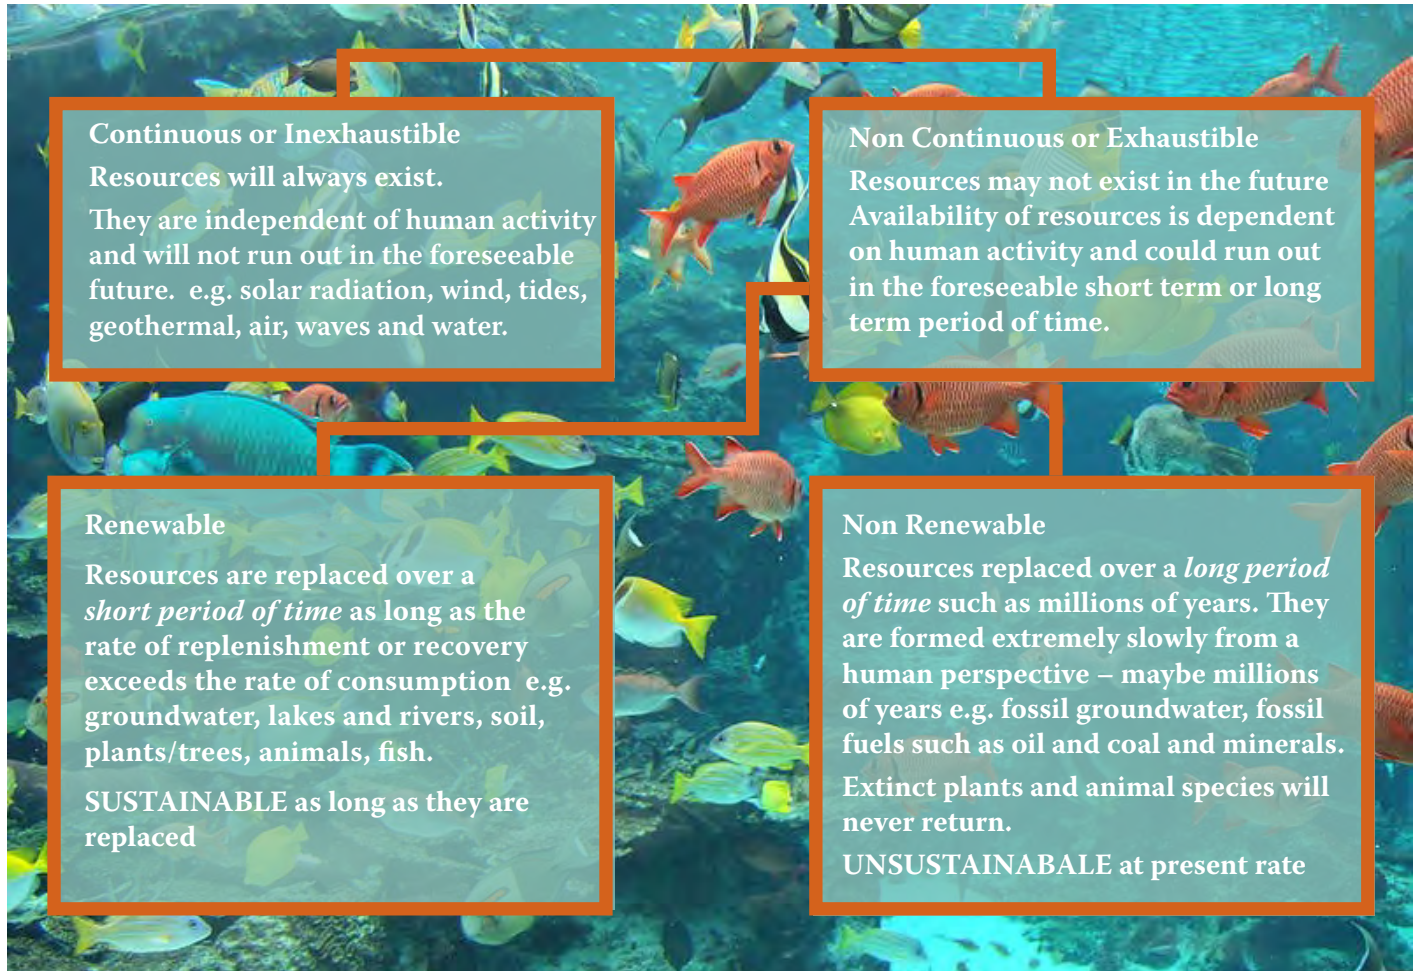 Continuous or Inexhaustible
Resources will always exist.
They are independent of human activity
and will not run out in the foreseeable
future.  e.g. solar radiation, wind, tides,
geothermal, air, waves and water.
Non Continuous or Exhaustible
Resources may not exist in the future
Availability of resources is dependent
on human activity and could run out
in the foreseeable short term or long
term period of time.
Renewable
Resources are replaced over a
short period of time as long as the
rate of replenishment or recovery
exceeds the rate of consumption  e.g.
groundwater, lakes and rivers, soil,
plants/trees, animals, fish.
SUSTAINABLE as long as they are
replaced
Non Renewable
Resources replaced over a long period
of time such as millions of years. They
are formed extremely slowly from a
human perspective – maybe millions
of years e.g. fossil groundwater, fossil
fuels such as oil and coal and minerals.
Extinct plants and animal species will
never return.
UNSUSTAINABALE at present rate